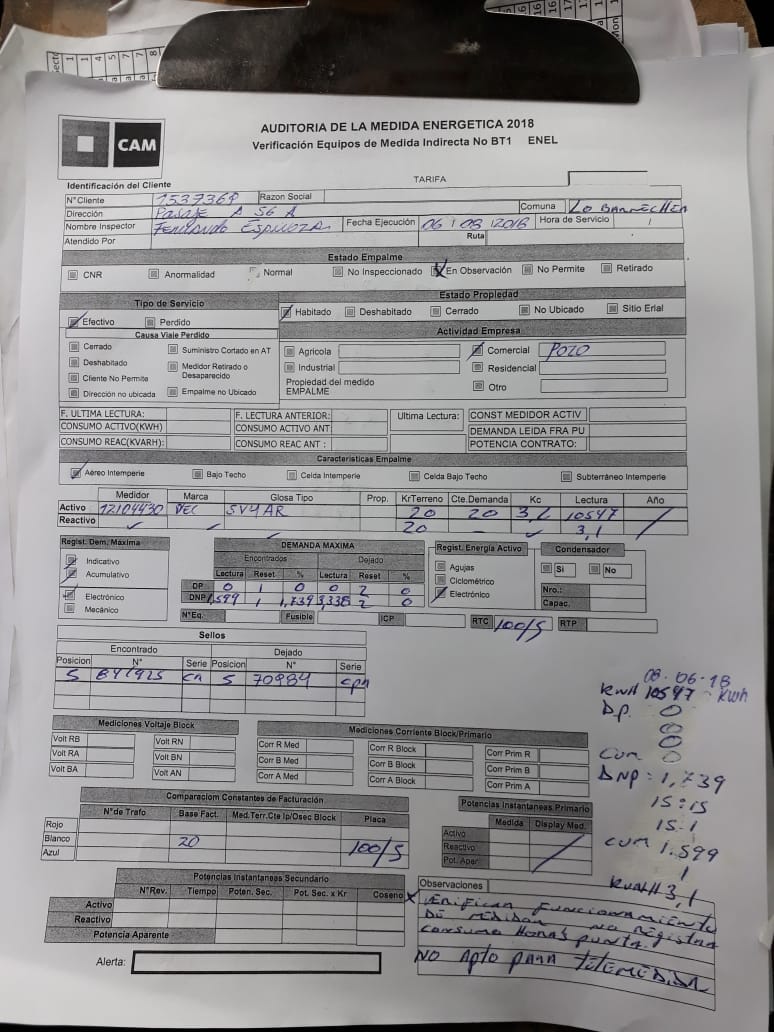 CAM
AUDITORIA DE LA MEDIDA ENERGETICA 2018
Verificación Equipos de Medida Indirecta No BT1 ENEL
TARIFA
Identificación del Cliente
N°Cliente 1537369 Razon Social
Dirección Pasaje A 56 A Comuna Lo Barnechea
Nombre Inspector Fernando Espinoza Fecha Ejecución 06/08/2018 Hora de Servicio /
Atendido Por Ruta
Estado Empalme
CNR Anormalidad Normal No Inspeccionado En Observación No Permite Retirado
Tipo de Servicio Estado Propiedad
Efectivo Perdido Habitado Deshabitado Cerrado No Ubicado Sitio Erial
Causa Viaje Perdido Actividad Empresa
Cerrado Suministro Cortado en AT Agricola Comercial POZO
Deshabitado Medidor Retirado o Desaparecido Industrial Residencial
Cliente No Permite Propiedad del medido Otro
Dirección no ubicada Empalme no Ubicado EMPALME
F. ULTIMA LECTURA: F. LECTURA ANTERIOR: Ultima Lectura: CONST MEDIDOR ACTIV
CONSUMO ACTIVO(KWH) CONSUMO ACTIVO ANT: DEMANDA LEIDA FRA PU
CONSUMO REAC(KVARH): CONSUMO REAC ANT : POTENCIA CONTRATO:
Caracteristicas Empalme
Aéreo Intemperie Bajo Techo Celda Intemperie Celda Bajo Techo Subterráneo Intemperie
Medidor Marca Glosa Tipo Prop. KrTerreno Cte.Demanda Kc Lectura Año
Activo 12104430 SV4AR 20 20 10547
Reactivo 20 3,1
Regist. Dem. Máxima DEMANDA MAXIMA Regist. Energía Activo Condensador
Indicativo Encontrados Dejado Agujas Si No
Acumulativo Lectura Reset % Lectura Reset % Ciclométrico
Electrónico DP 0 1 0 0 2 0 Electrónico Nro.:
Mecánico DNP 1,599 1 1,739 3,338 2 0 Capac.
N°Eq. Fusible ICP RTC 100/5 RTP
Sellos
Encontrado Dejado
Posicion N° Serie Posicion N° Serie
S 841925 cn S 70984
08-06-18
kWH 10547 kWh
DP. 0
0
0
cum 0
DNP: 1,739
15:15
15.1
cum 1.599
1
kvarH 3,1
Mediciones Voltaje Block Mediciones Corriente Block/Primario
Volt RB Volt RN Corr R Med Corr R Block Corr Prim R
Volt RA Volt BN Corr B Med Corr B Block Corr Prim B
Volt BA Volt AN Corr A Med Corr A Block Corr Prim A
Comparacion Constantes de Facturación Potencias Instantaneas Primario
N°de Trafo Base Fact. Med.Terr.Cte Ip/Osec Block Placa Medida Display Med.
Rojo Activo
Blanco 20 100/5 Reactivo
Azul Pot. Aper
Potencias Instantaneas Secundario Observaciones
N°Rev. Tiempo Poten. Sec. Pot. Sec. x Kr Coseno
Activo
Reactivo
Potencia Aparente
x Verificar Funcionamiento
De medidor no registra
consumo Horas punta.
NO Apto para telemedida
Alerta: